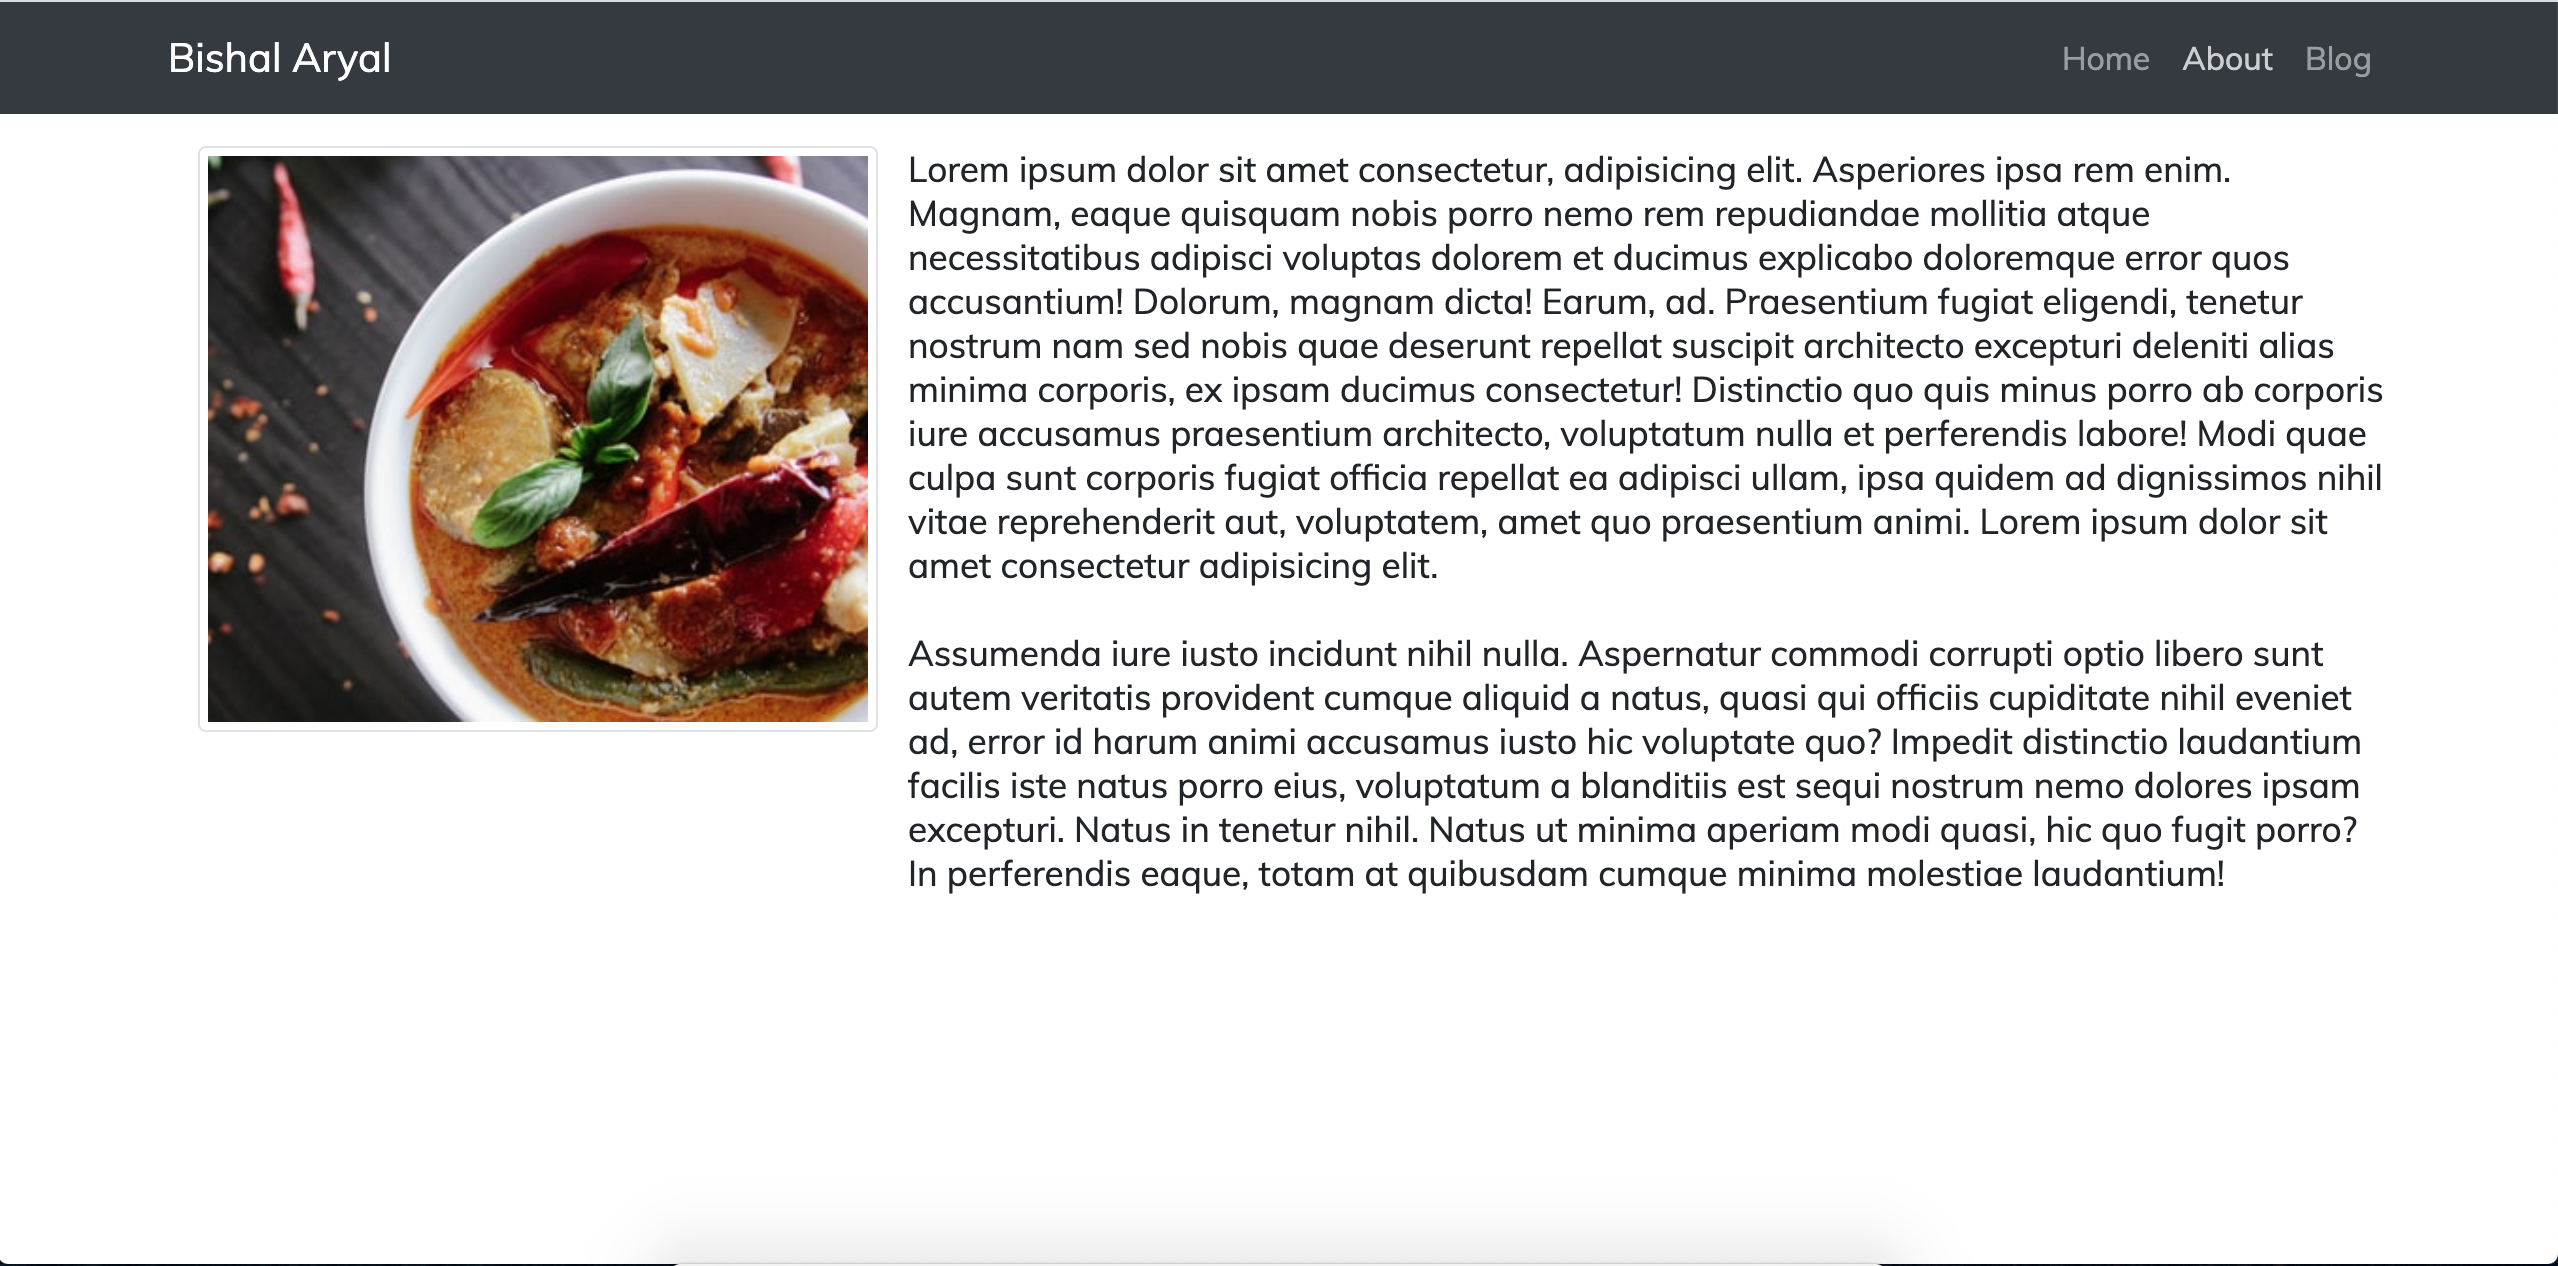 Bishal Aryal
Home About Blog
Lorem ipsum dolor sit amet consectetur, adipisicing elit. Asperiores ipsa rem enim.
Magnam, eaque quisquam nobis porro nemo rem repudiandae mollitia atque
necessitatibus adipisci voluptas dolorem et ducimus explicabo doloremque error quos
accusantium! Dolorum, magnam dicta! Earum, ad. Praesentium fugiat eligendi, tenetur
nostrum nam sed nobis quae deserunt repellat suscipit architecto excepturi deleniti alias
minima corporis, ex ipsam ducimus consectetur! Distinctio quo quis minus porro ab corporis
iure accusamus praesentium architecto, voluptatum nulla et perferendis labore! Modi quae
culpa sunt corporis fugiat officia repellat ea adipisci ullam, ipsa quidem ad dignissimos nihil
vitae reprehenderit aut, voluptatem, amet quo praesentium animi. Lorem ipsum dolor sit
amet consectetur adipisicing elit.
Assumenda iure iusto incidunt nihil nulla. Aspernatur commodi corrupti optio libero sunt
autem veritatis provident cumque aliquid a natus, quasi qui officiis cupiditate nihil eveniet
ad, error id harum animi accusamus iusto hic voluptate quo? Impedit distinctio laudantium
facilis iste natus porro eius, voluptatum a blanditiis est sequi nostrum nemo dolores ipsam
excepturi. Natus in tenetur nihil. Natus ut minima aperiam modi quasi, hic quo fugit porro?
In perferendis eaque, totam at quibusdam cumque minima molestiae laudantium!